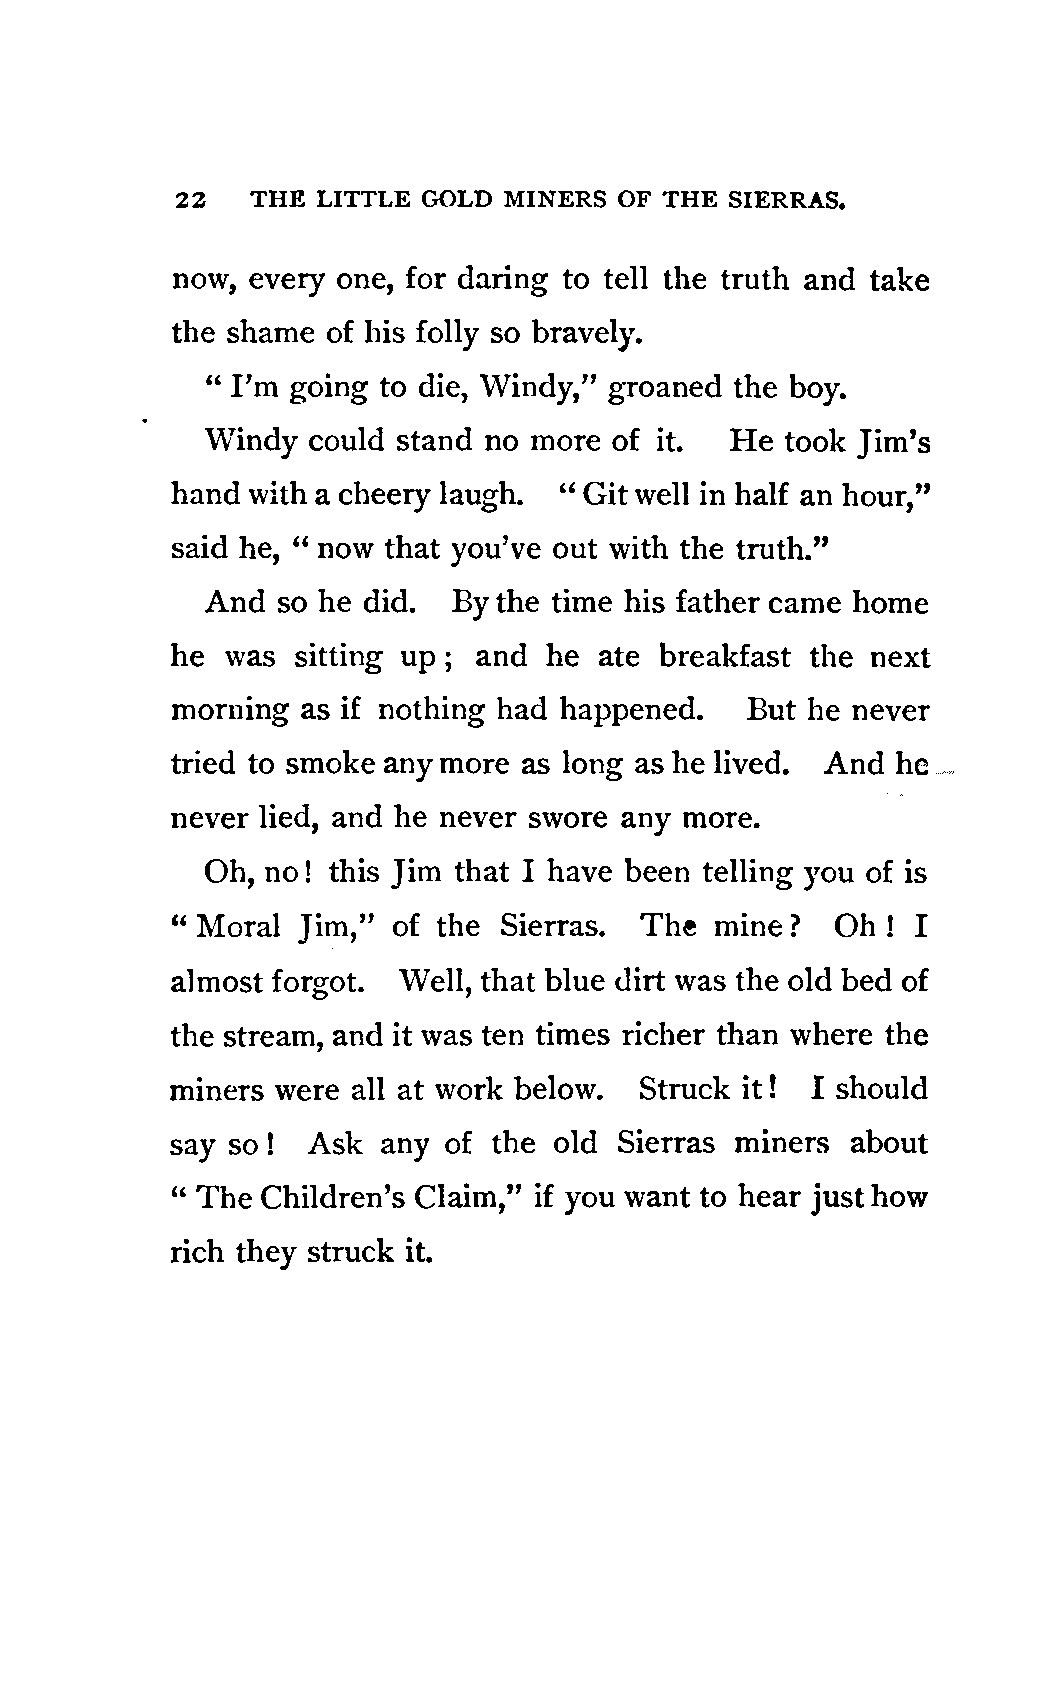 22 THE LITTLE GOLD MINERS OF THE SIERRAS.
now, every one, for daring to tell the truth and take
the shame of his folly so bravely.
“ I’m going to die, Windy,” groaned the boy.
Windy could stand no more of it. He took Jim’s
hand with a cheery laugh. “ Git well in half an hour,”
said he, “ now that you’ve out with the truth.”
And so he did. By the time his father came home
he was sitting up ; and he ate breakfast the next
morning as if nothing had happened. But he never
tried to smoke any more as long as he lived. And he
never lied, and he never swore any more.
Oh, no! this Jim that I have been telling you of is
“ Moral Jim,” of the Sierras. The mine ? Oh ! I
almost forgot. Well, that blue dirt was the old bed of
the stream, and it was ten times richer than where the
miners were all at work below. Struck it! I should
say so ! Ask any of the old Sierras miners about
“ The Children’s Claim,” if you want to hear just how
rich they struck it.